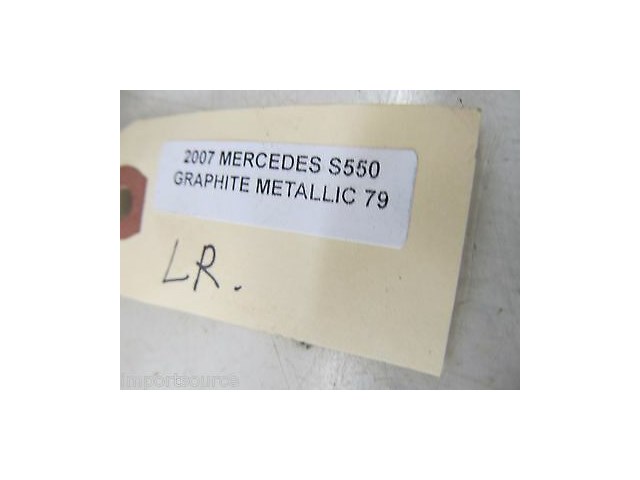 2007 MERCEDES S550
GRAPHITE METALLIC 79
LR.
importsource